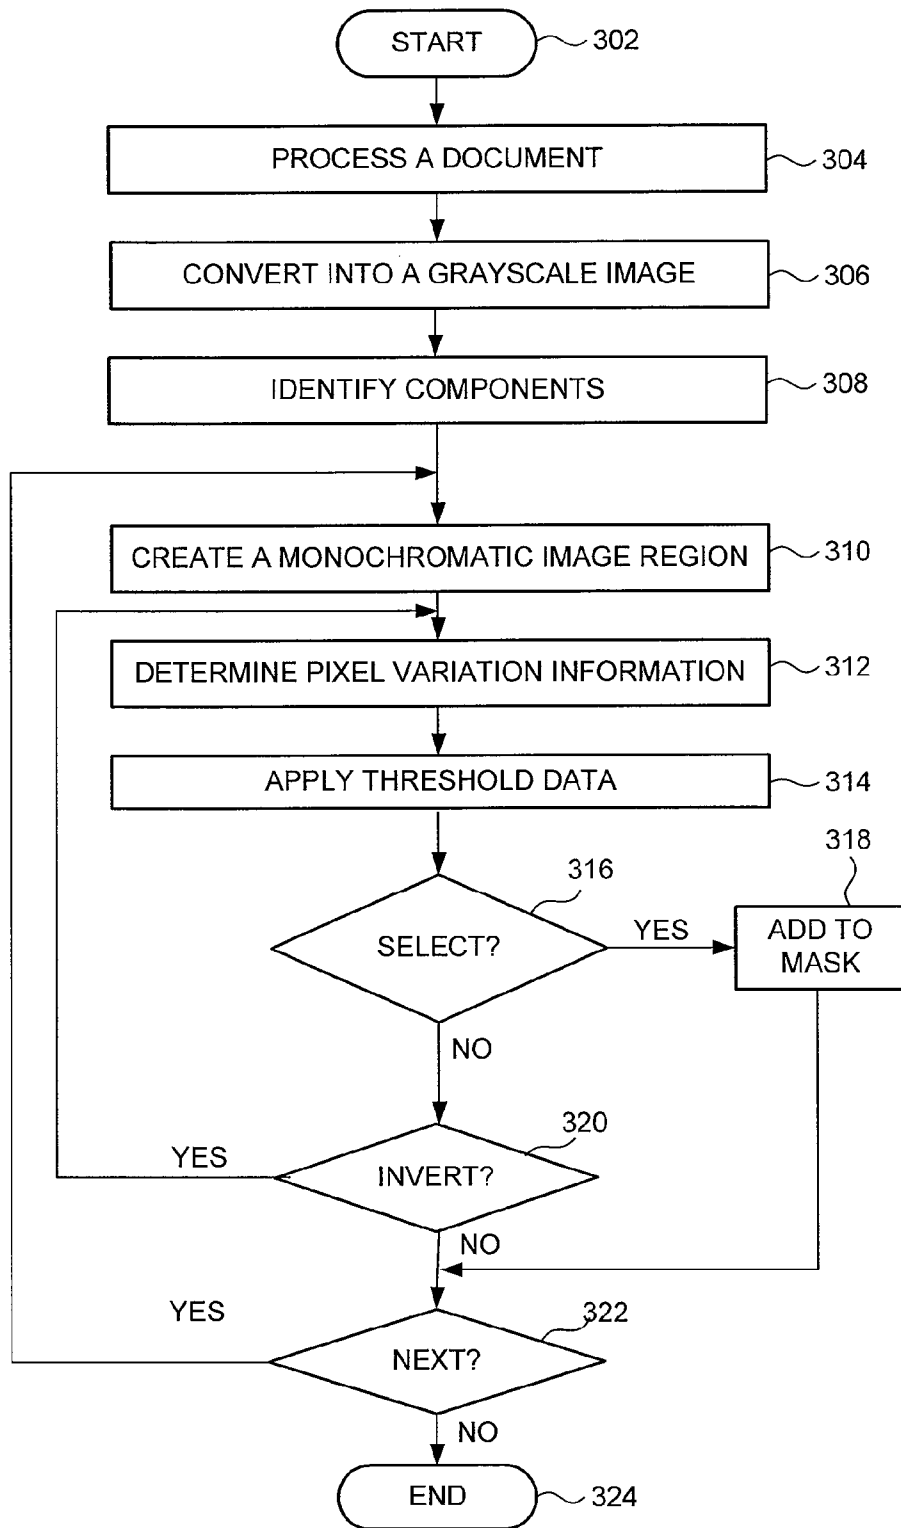 START
302
PROCESS A DOCUMENT
304
CONVERT INTO A GRAYSCALE IMAGE
306
IDENTIFY COMPONENTS
308
CREATE A MONOCHROMATIC IMAGE REGION
310
DETERMINE PIXEL VARIATION INFORMATION
312
APPLY THRESHOLD DATA
314
316
SELECT?
YES
318
ADD TO
MASK
NO
320
YES
INVERT?
NO
322
YES
NEXT?
NO
END
324